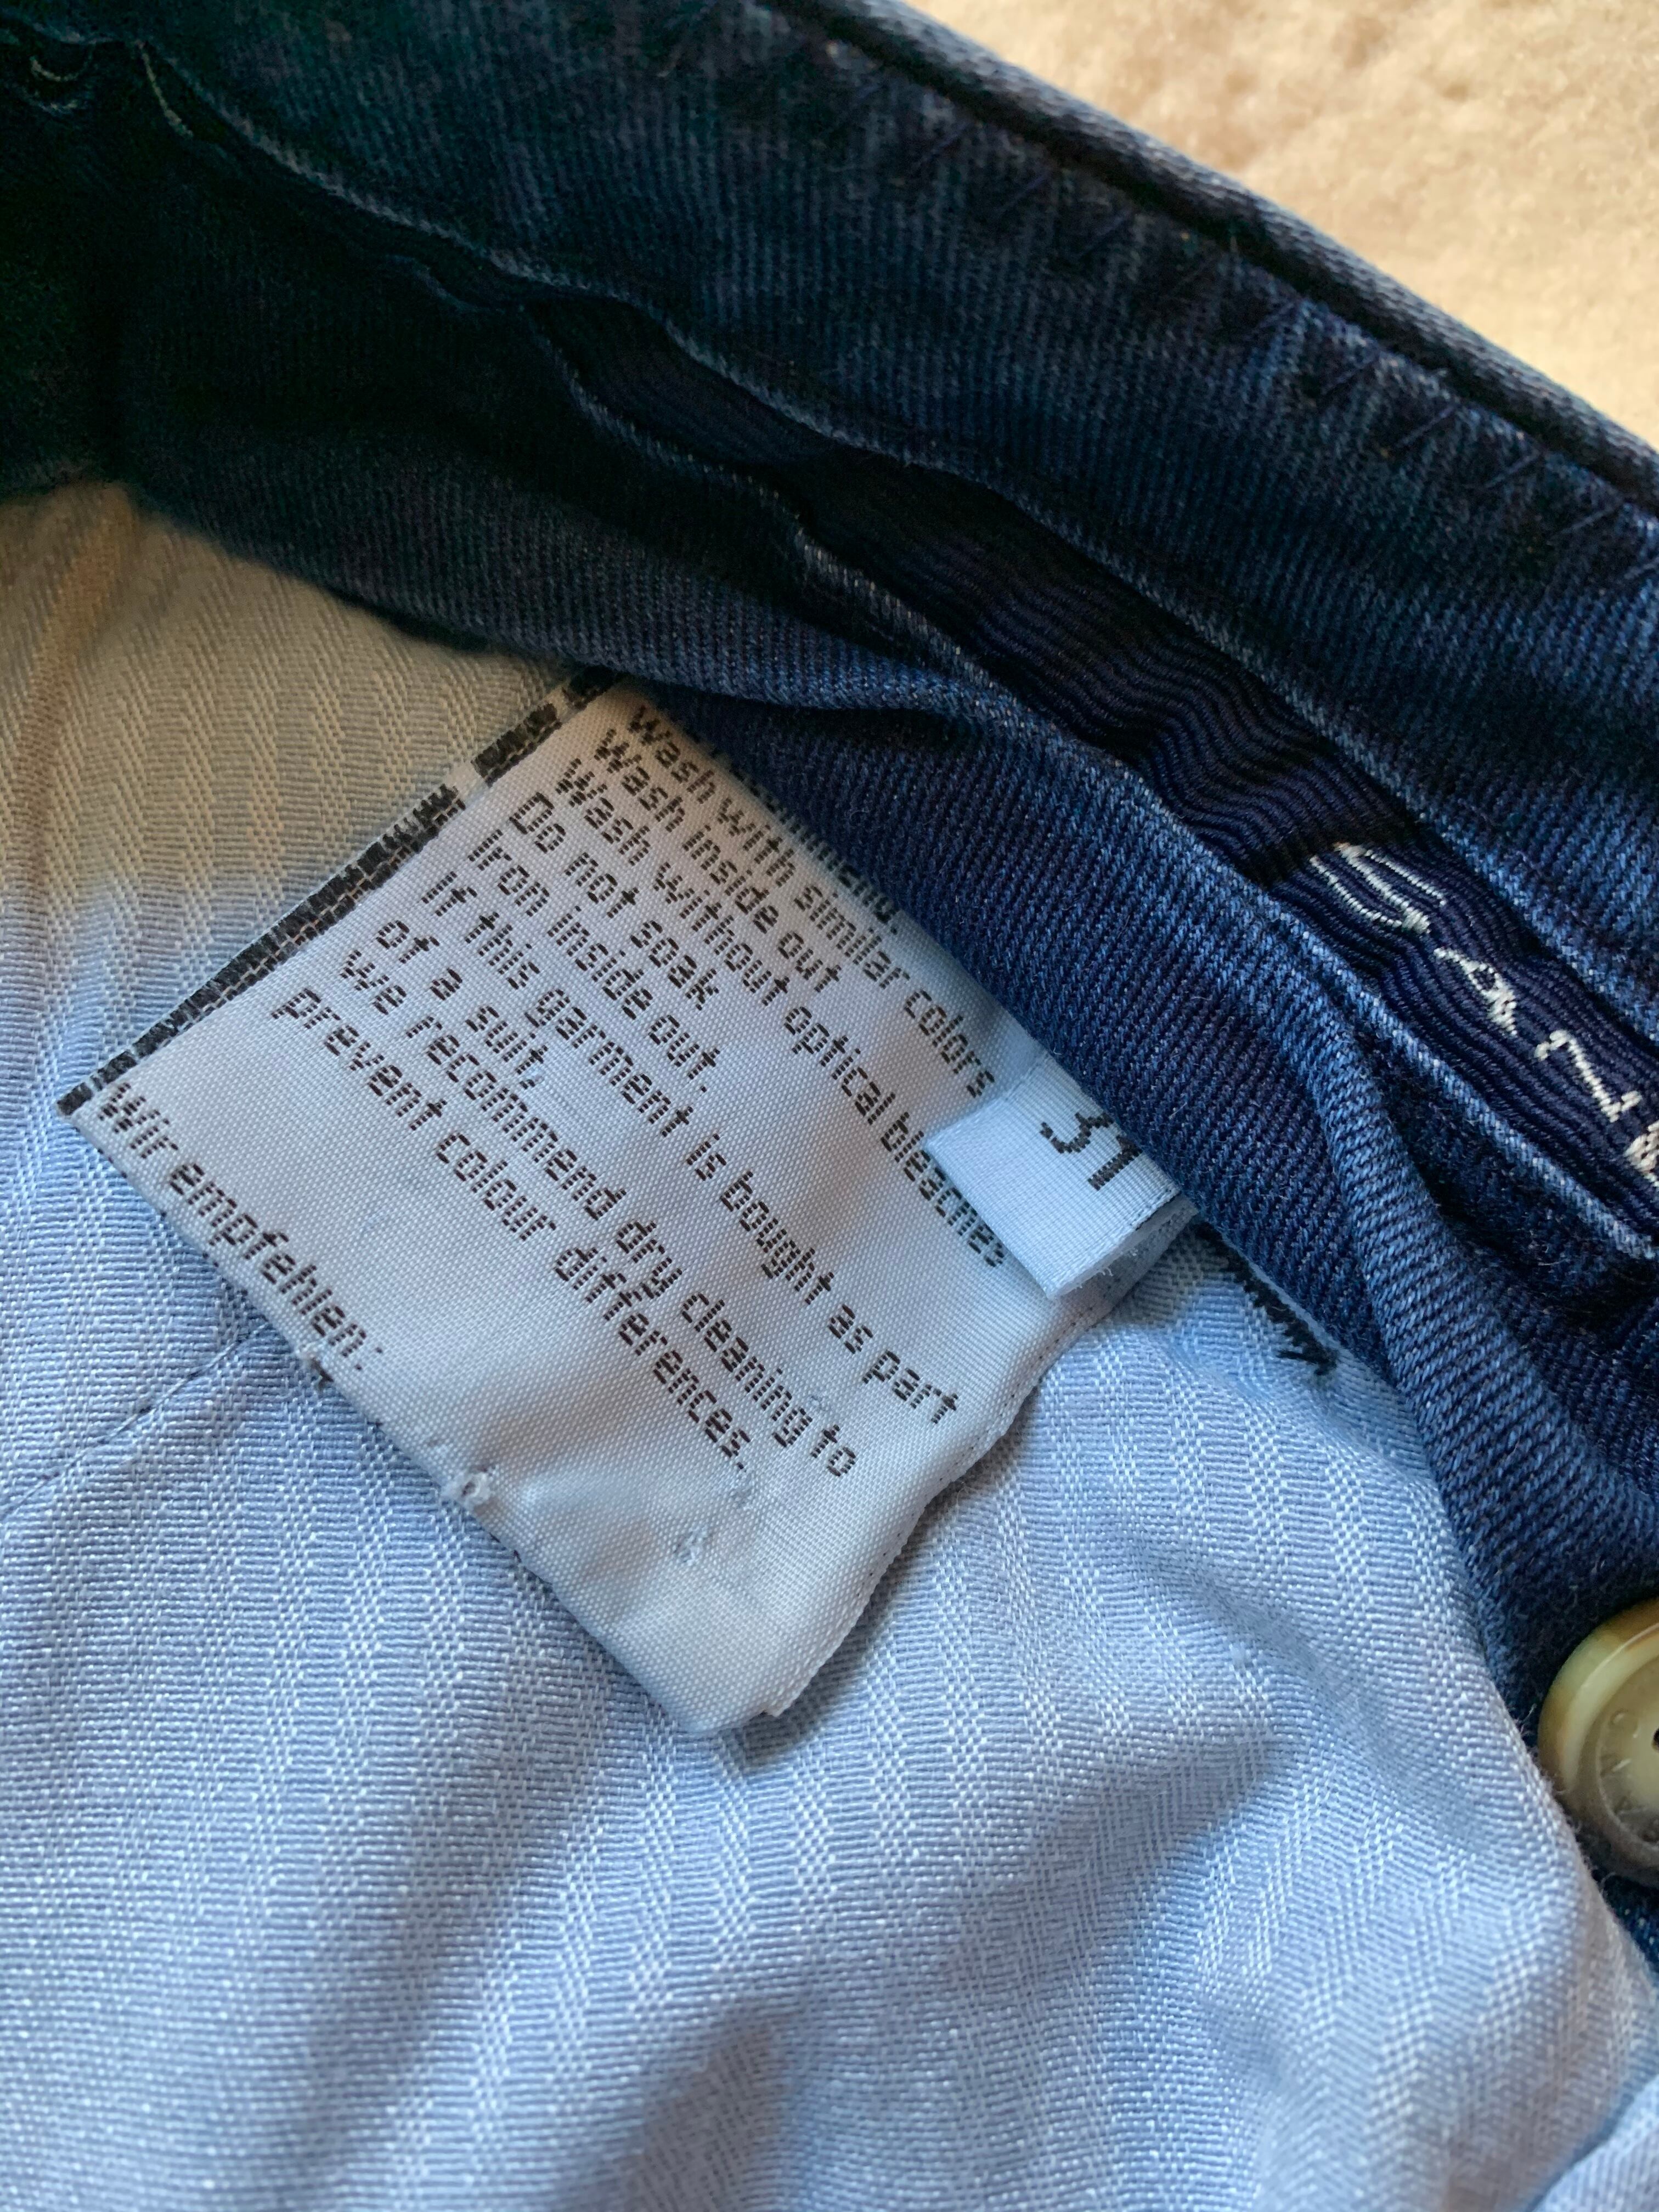 Wash with similar colors
Wash inside out
Wash without optical bleaches
Do not soak
Iron inside out.
If this garment is bought as part
of a suit,
we recommend dry cleaning to
prevent colour differences.
Wir empfehlen:
31